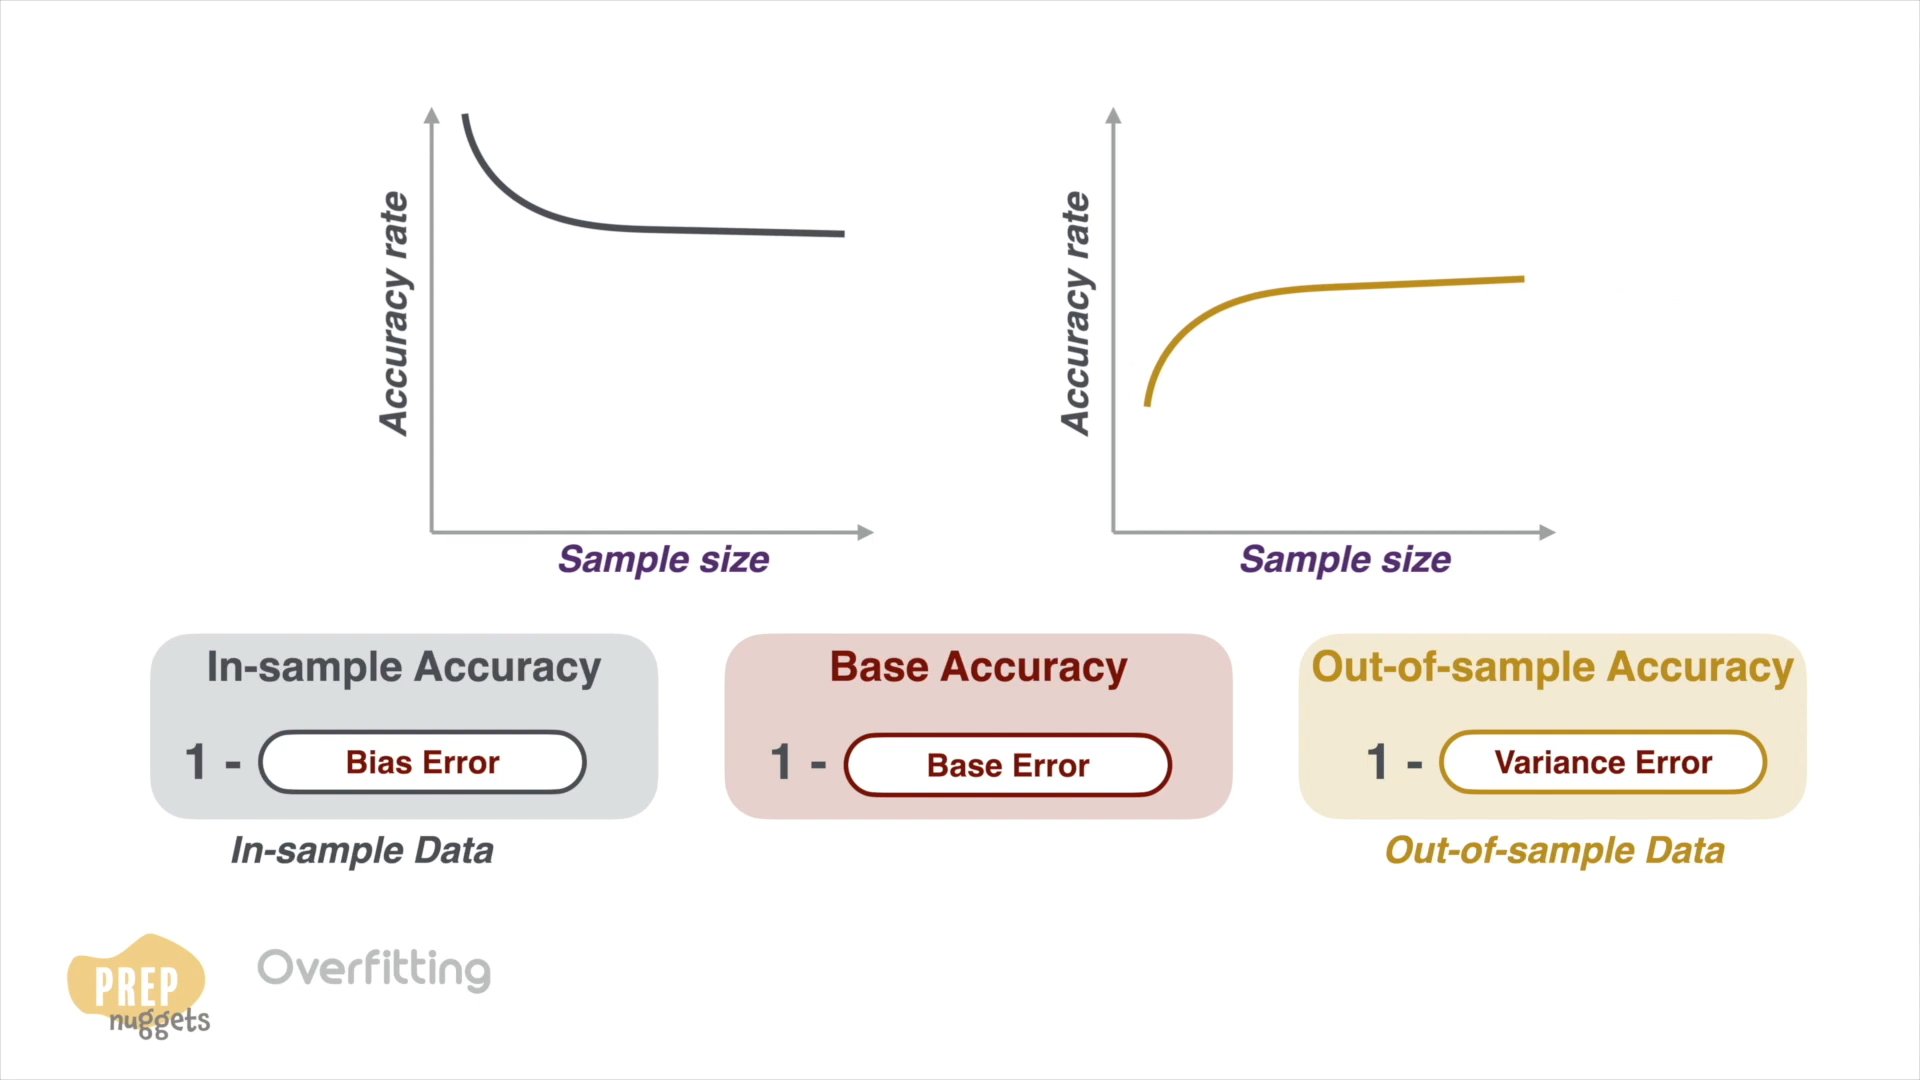 Accuracy rate
Sample size
Accuracy rate
Sample size
In-sample Accuracy
1 - Bias Error
In-sample Data
Base Accuracy
1 - Base Error
Out-of-sample Accuracy
1 - Variance Error
Out-of-sample Data
PREP
nuggets
Overfitting